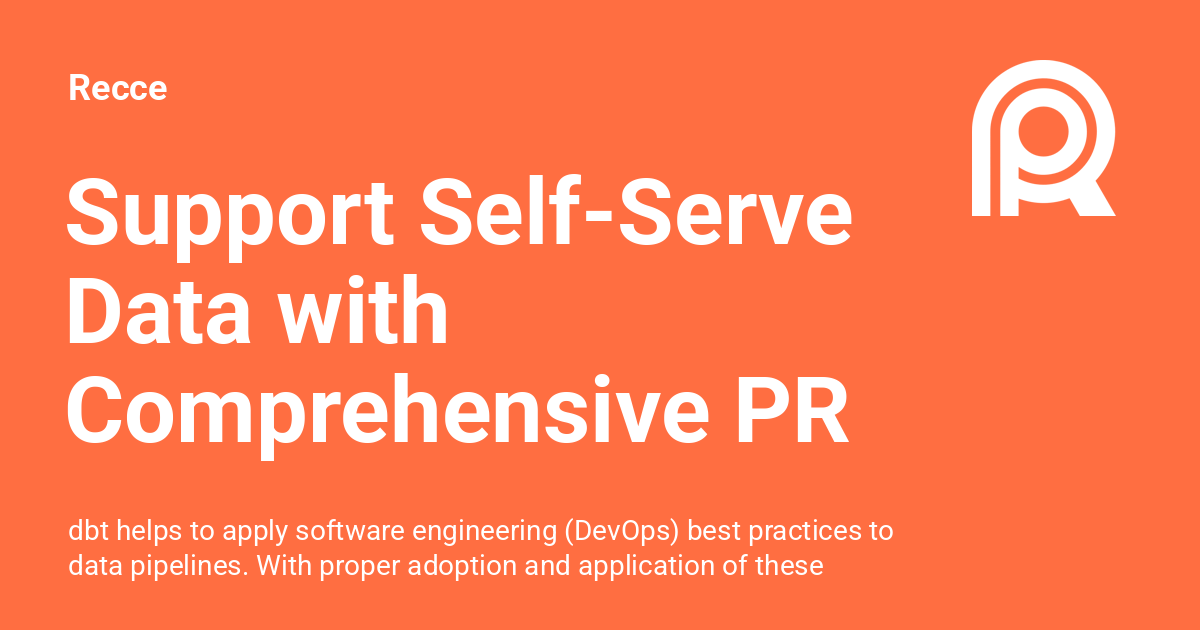 Recce
Support Self-Serve
Data with
Comprehensive PR
dbt helps to apply software engineering (DevOps) best practices to
data pipelines. With proper adoption and application of these